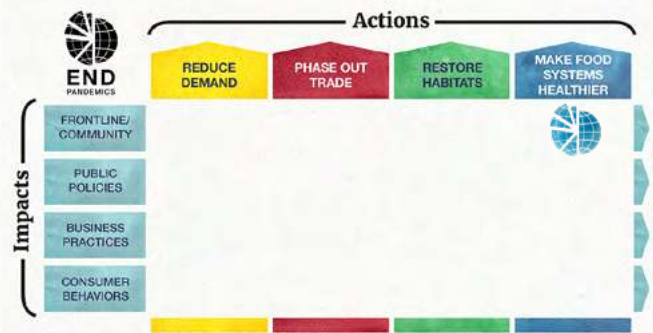 Actions
END
PANDEMICS
REDUCE
DEMAND
PHASE OUT
TRADE
RESTORE
HABITATS
MAKE FOOD
SYSTEMS
HEALTHIER
Impacts
FRONTLINE/
COMMUNITY
PUBLIC
POLICIES
BUSINESS
PRACTICES
CONSUMER
BEHAVIORS